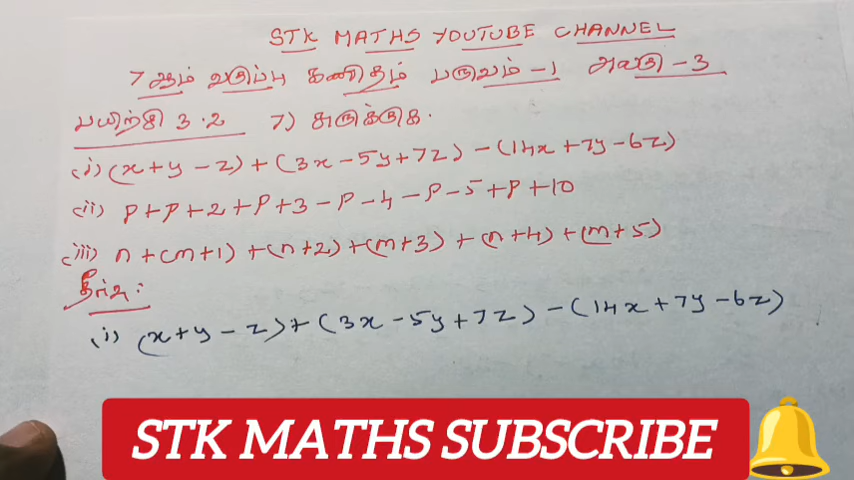 STK MATHS YOUTUBE CHANNEL
7 ஆம் வகுப்பு கணிதம் பருவம் -1 அலகு -3
பயிற்சி 3.2 7) சுருக்குக.
(i) (x+y-z)+(3x-5y+7z)-(14x+7y-6z)
(ii) P+P+2+P+3-P-4-P-5+P+10
(iii) n+(m+1)+(n+2)+(m+3)+(n+4)+(m+5)
தீர்வு:
(i) (x+y-z)+(3x-5y+7z)-(14x+7y-6z)
STK MATHS SUBSCRIBE